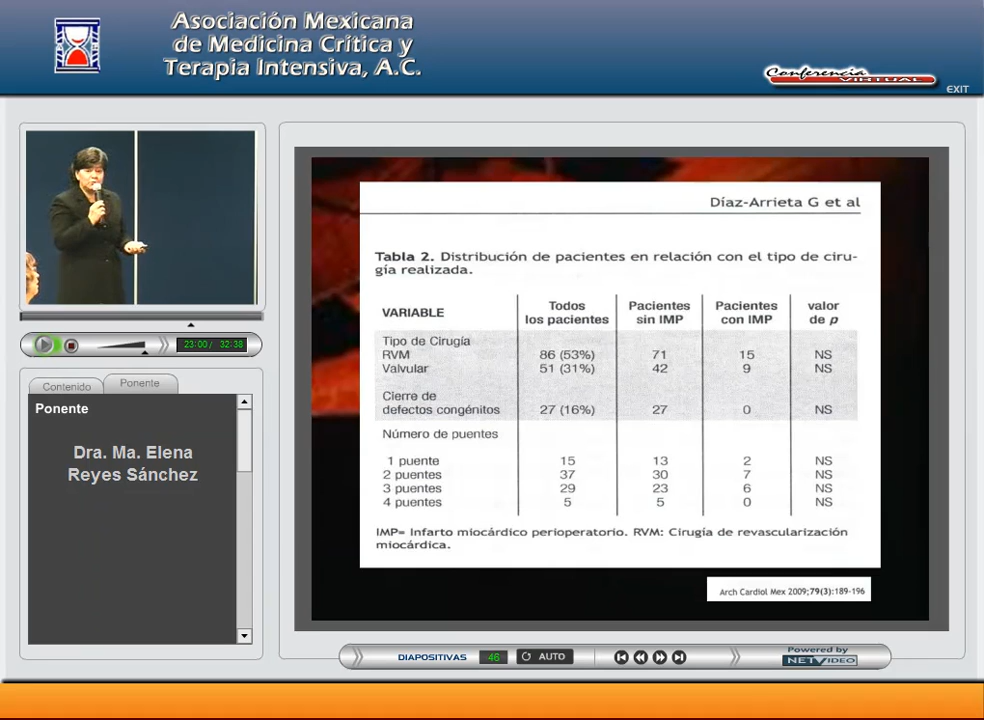 Asociación Mexicana
de Medicina Crítica y
Terapia Intensiva, A.C.
Conferencia
VIRTUAL
EXIT
23:00/ 32:38
Contenido
Ponente
Ponente
Dra. Ma. Elena
Reyes Sánchez
Díaz-Arrieta G et al
Tabla 2. Distribución de pacientes en relación con el tipo de ciru-
gía realizada.
VARIABLE Todos los pacientes Pacientes sin IMP Pacientes con IMP valor de p
Tipo de Cirugía
RVM 86 (53%) 71 15 NS
Valvular 51 (31%) 42 9 NS
Cierre de
defectos congénitos 27 (16%) 27 0 NS
Número de puentes
1 puente 15 13 2 NS
2 puentes 37 30 7 NS
3 puentes 29 23 6 NS
4 puentes 5 5 0 NS
IMP= Infarto miocárdico perioperatorio. RVM: Cirugía de revascularización
miocárdica.
Arch Cardiol Mex 2009;79(3):189-196
DIAPOSITIVAS 46 AUTO
Powered by
NETVIDEO